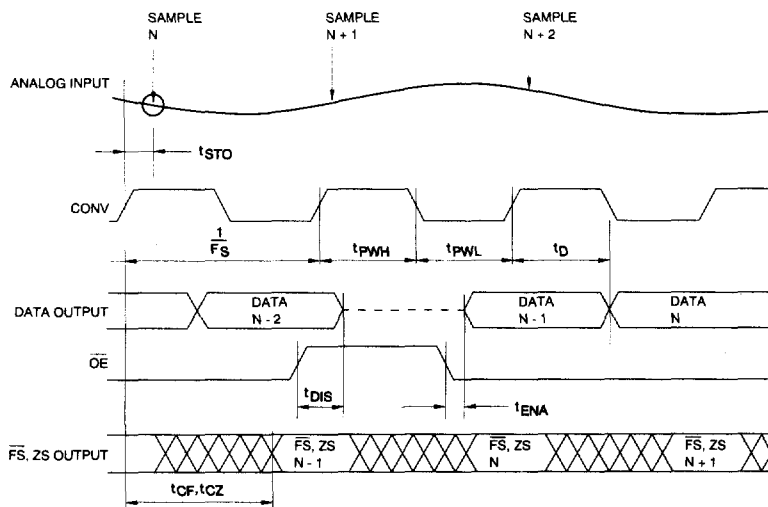 SAMPLE
N
SAMPLE
N + 1
SAMPLE
N + 2
ANALOG INPUT
tSTO
CONV
1
FS
tPWH
tPWL
tD
DATA OUTPUT
DATA
N - 2
DATA
N - 1
DATA
N
OE
tDIS
tENA
FS, ZS OUTPUT
FS, ZS
N - 1
FS, ZS
N
FS, ZS
N + 1
tCF, tCZ